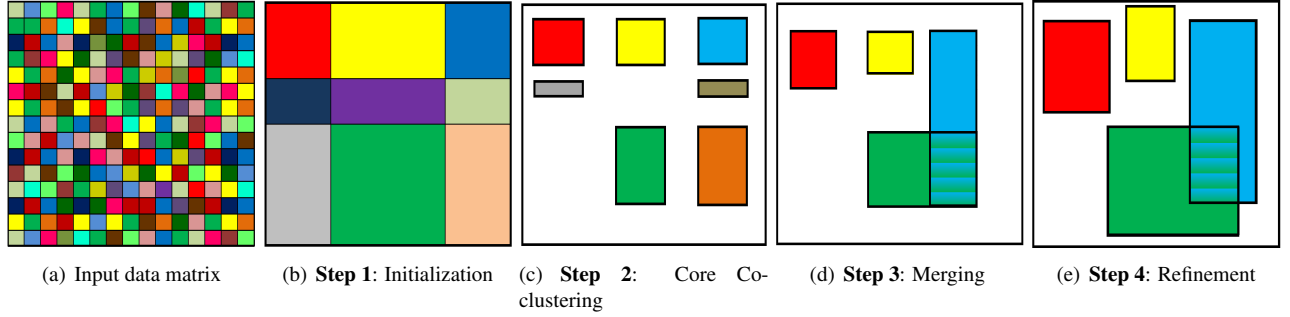 (a) Input data matrix
(b) Step 1: Initialization
(c) Step 2: Core Co-
clustering
(d) Step 3: Merging
(e) Step 4: Refinement